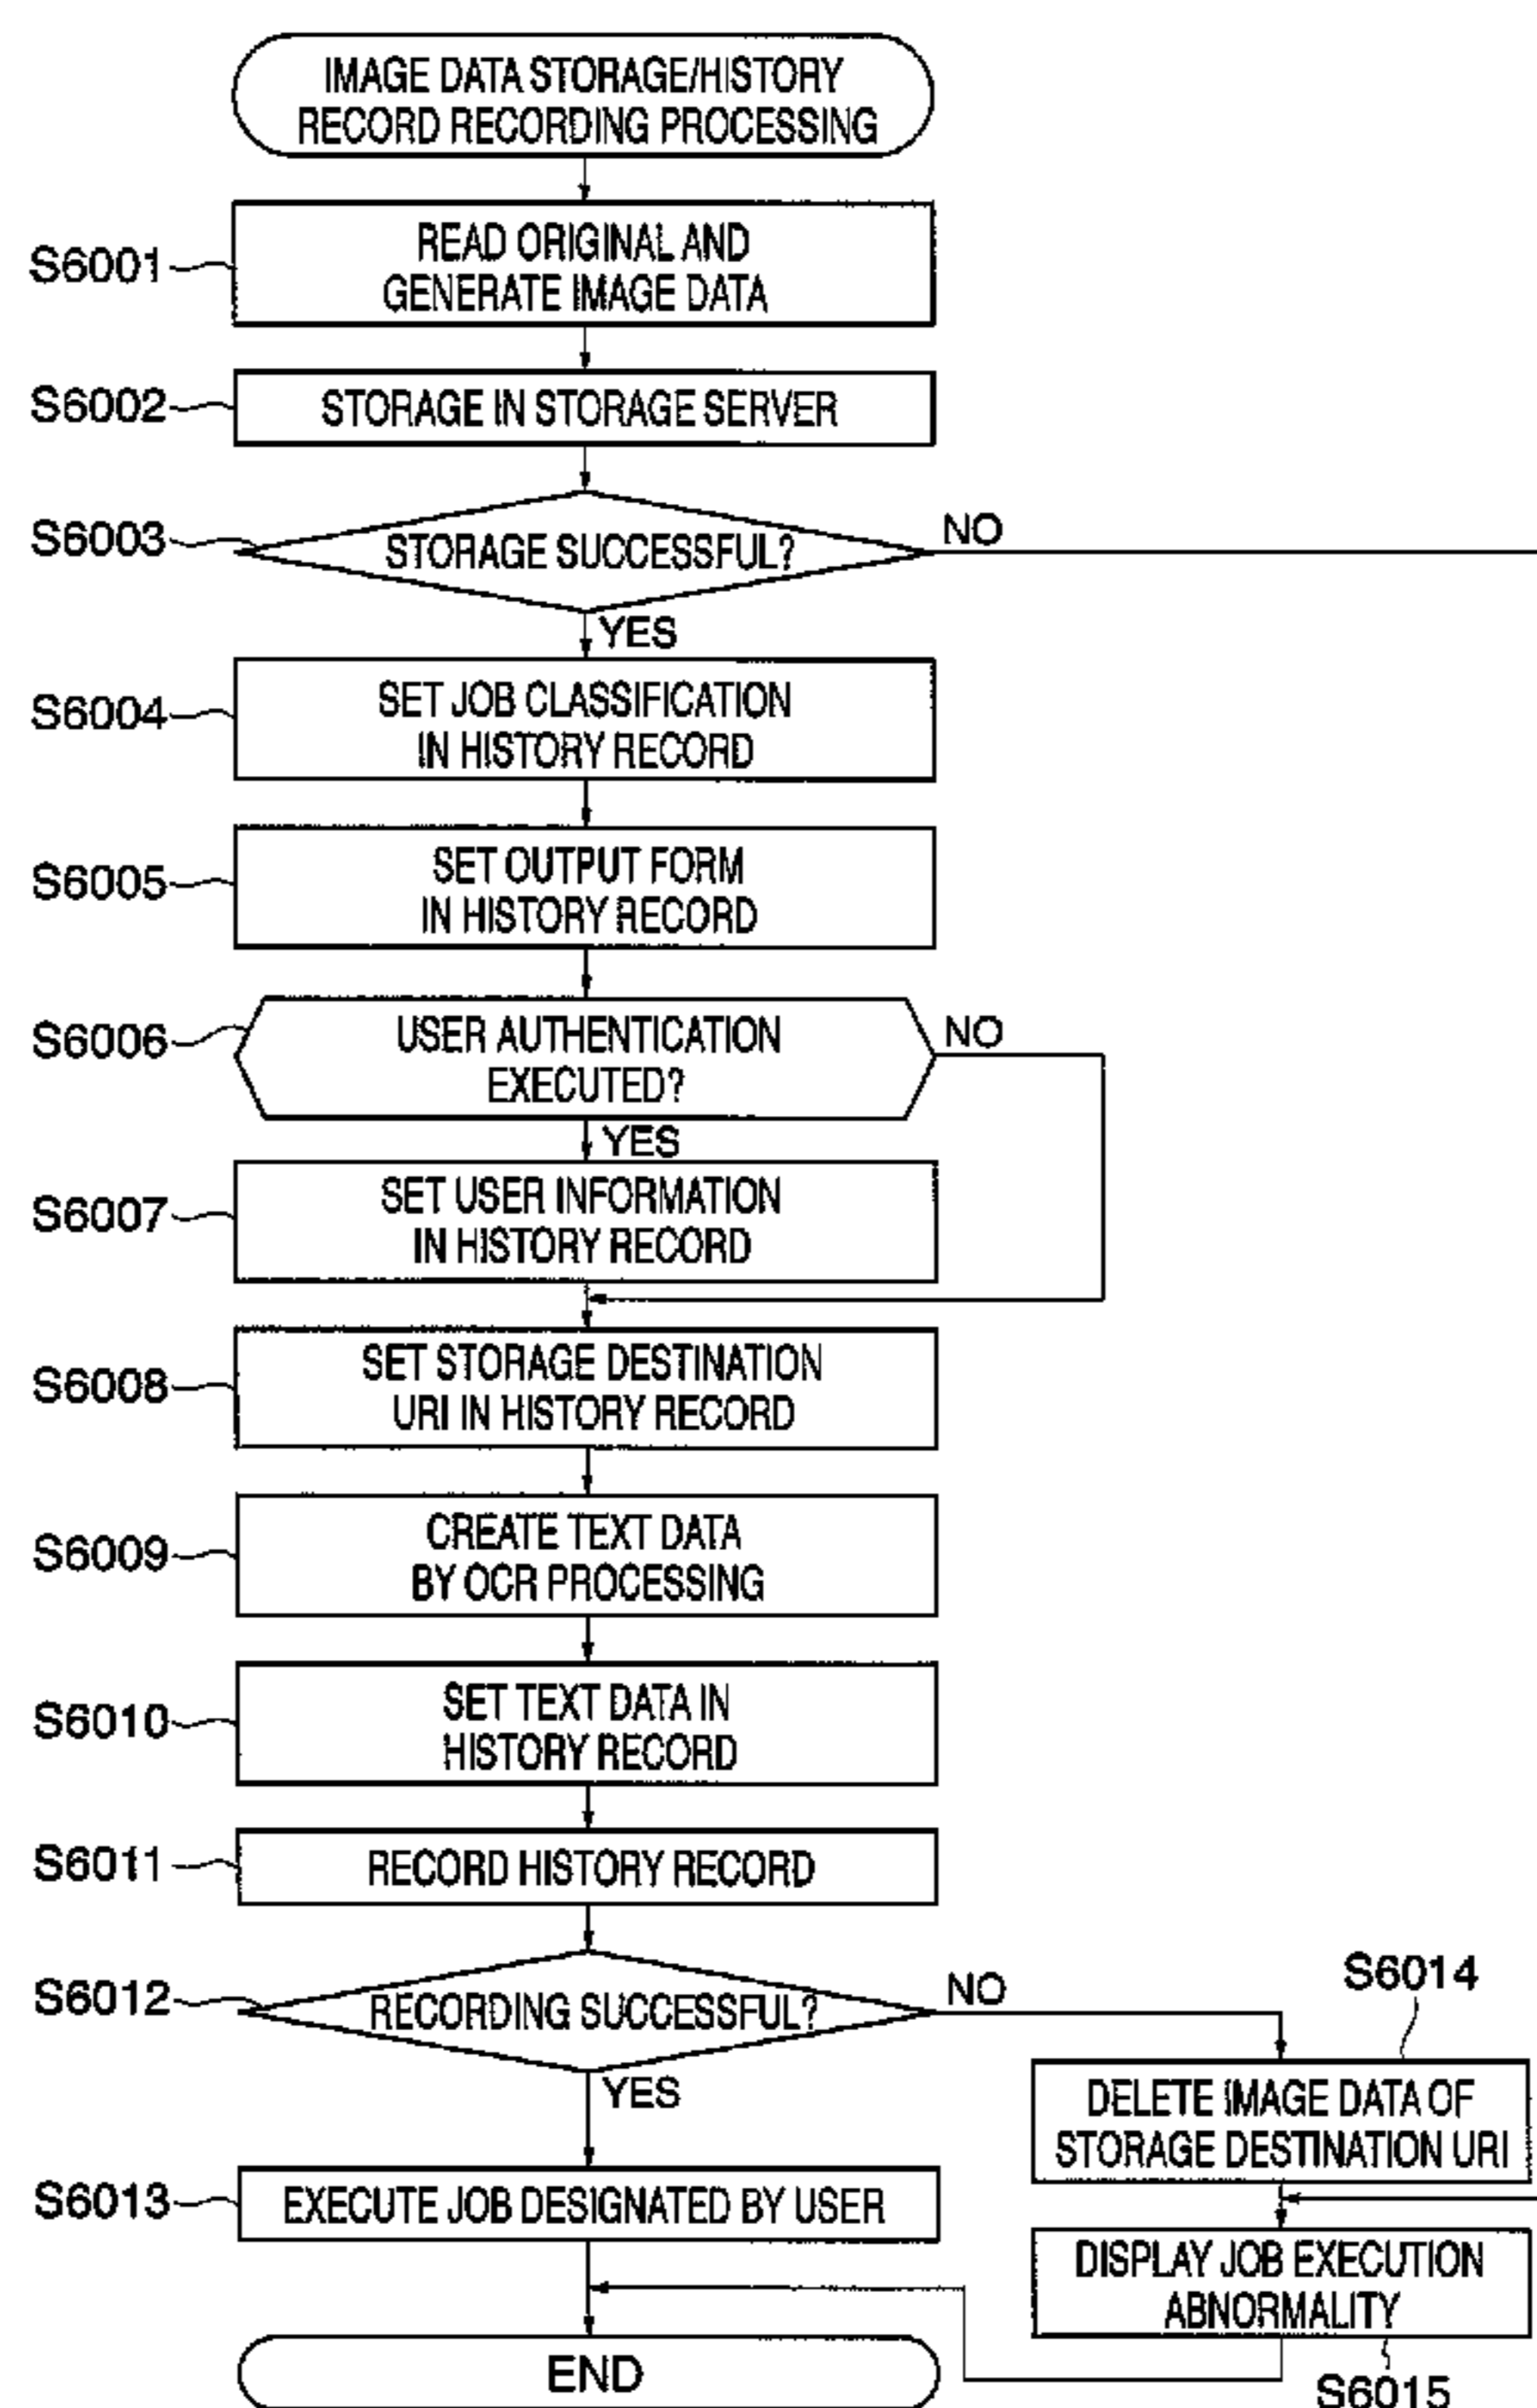 IMAGE DATA STORAGE/HISTORY
RECORD RECORDING PROCESSING
S6001
READ ORIGINAL AND
GENERATE IMAGE DATA
S6002
STORAGE IN STORAGE SERVER
S6003
STORAGE SUCCESSFUL?
NO
YES
S6004
SET JOB CLASSIFICATION
IN HISTORY RECORD
S6005
SET OUTPUT FORM
IN HISTORY RECORD
S6006
USER AUTHENTICATION
EXECUTED?
NO
YES
S6007
SET USER INFORMATION
IN HISTORY RECORD
S6008
SET STORAGE DESTINATION
URI IN HISTORY RECORD
S6009
CREATE TEXT DATA
BY OCR PROCESSING
S6010
SET TEXT DATA IN
HISTORY RECORD
S6011
RECORD HISTORY RECORD
S6012
RECORDING SUCCESSFUL?
NO
YES
S6014
DELETE IMAGE DATA OF
STORAGE DESTINATION URI
S6013
EXECUTE JOB DESIGNATED BY USER
DISPLAY JOB EXECUTION
ABNORMALITY
S6015
END